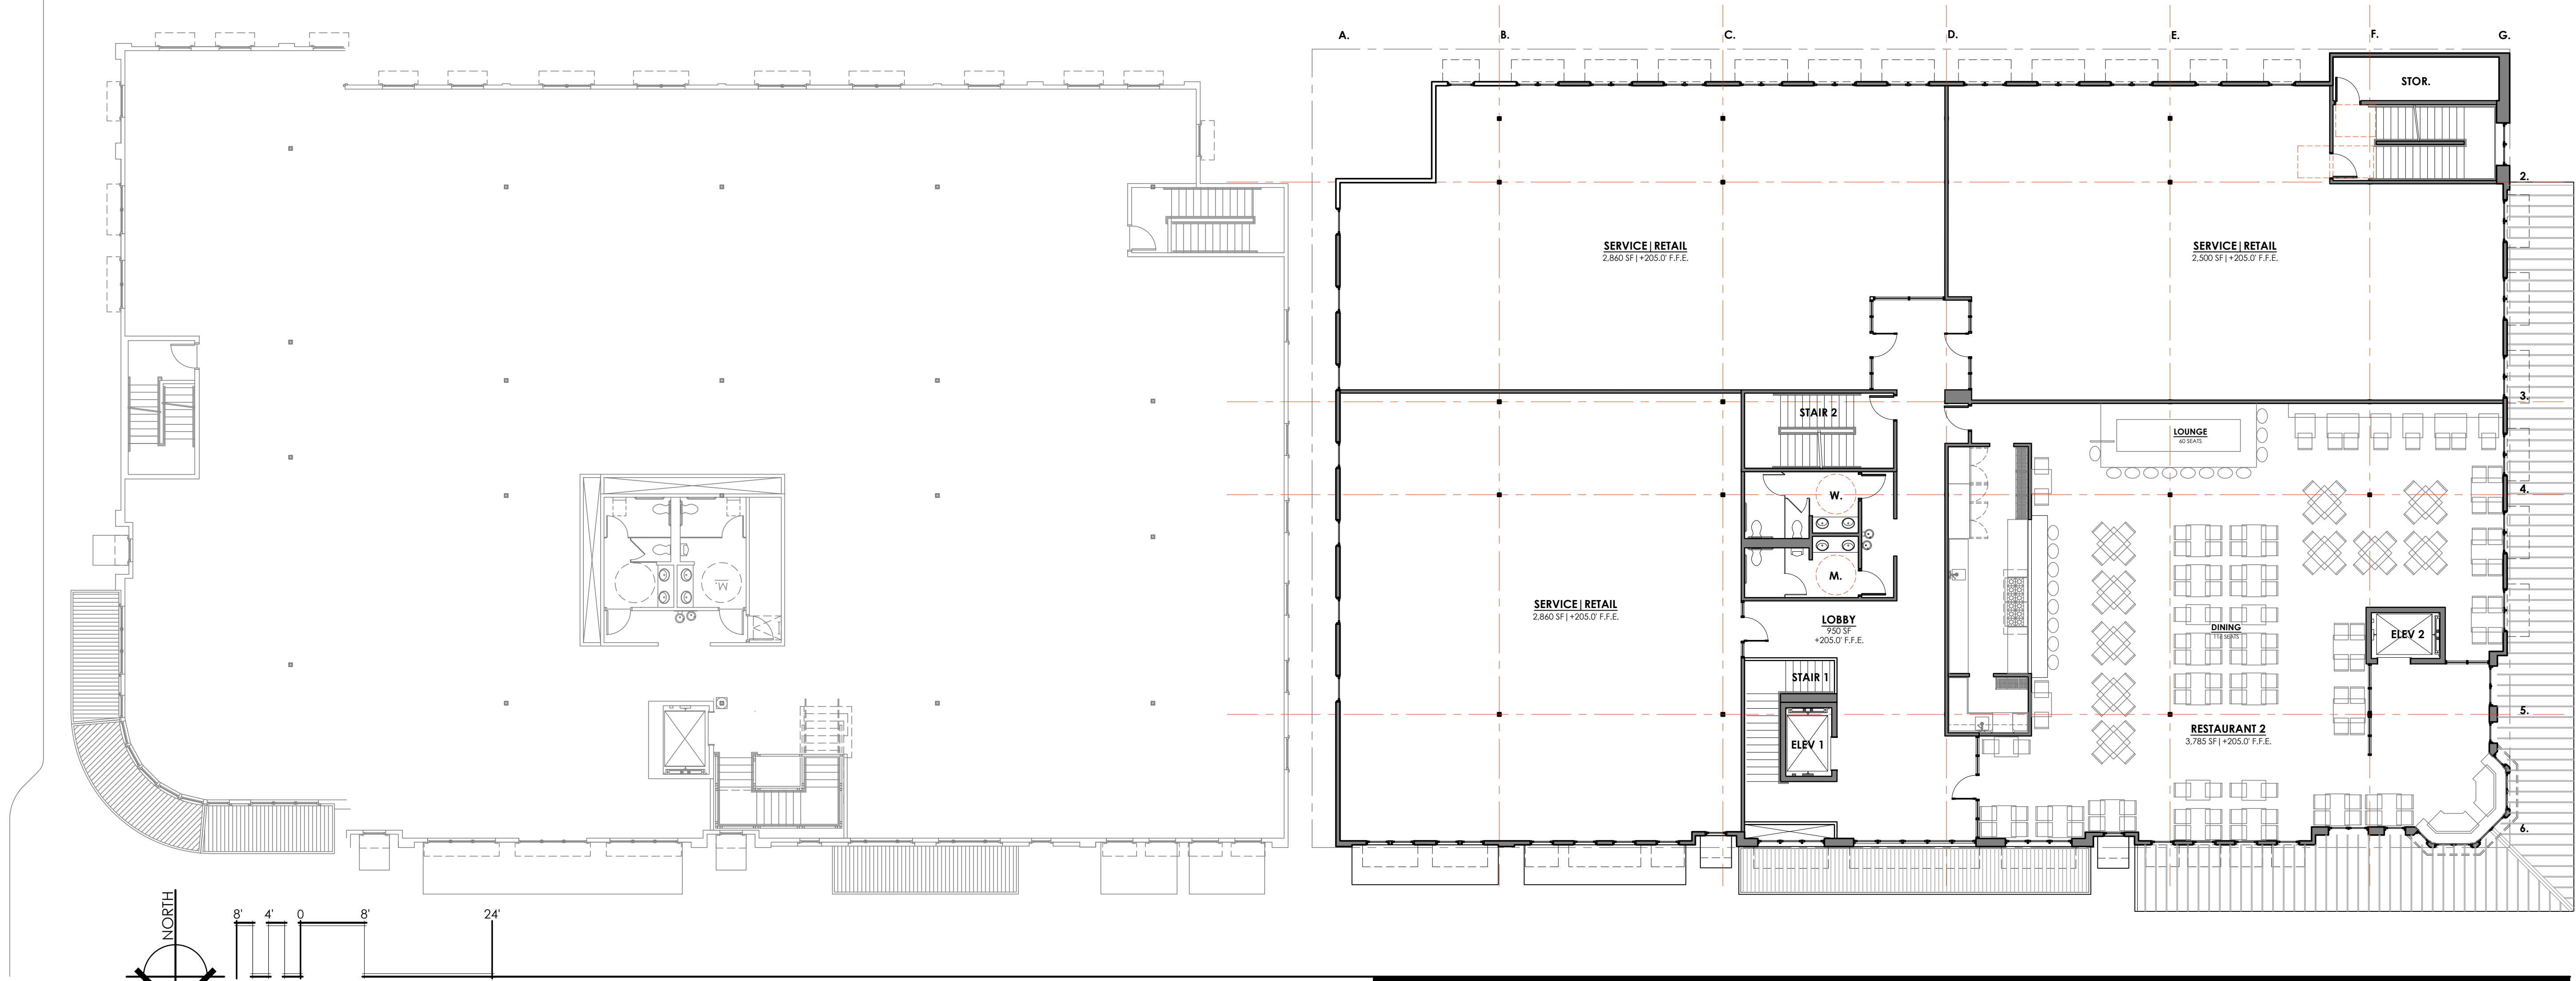 A.
B.
C.
D.
E.
F.
G.
STOR.
2.
SERVICE | RETAIL
2,860 SF | +205.0' F.F.E.
SERVICE | RETAIL
2,500 SF | +205.0' F.F.E.
3.
STAIR 2
LOUNGE
60 SEATS
4.
W.
M.
M.
SERVICE | RETAIL
2,860 SF | +205.0' F.F.E.
LOBBY
950 SF
+205.0' F.F.E.
DINING
SEATS
ELEV 2
STAIR 1
5.
RESTAURANT 2
3,785 SF | +205.0' F.F.E.
ELEV 1
6.
NORTH
8'
4'
0
8'
24'